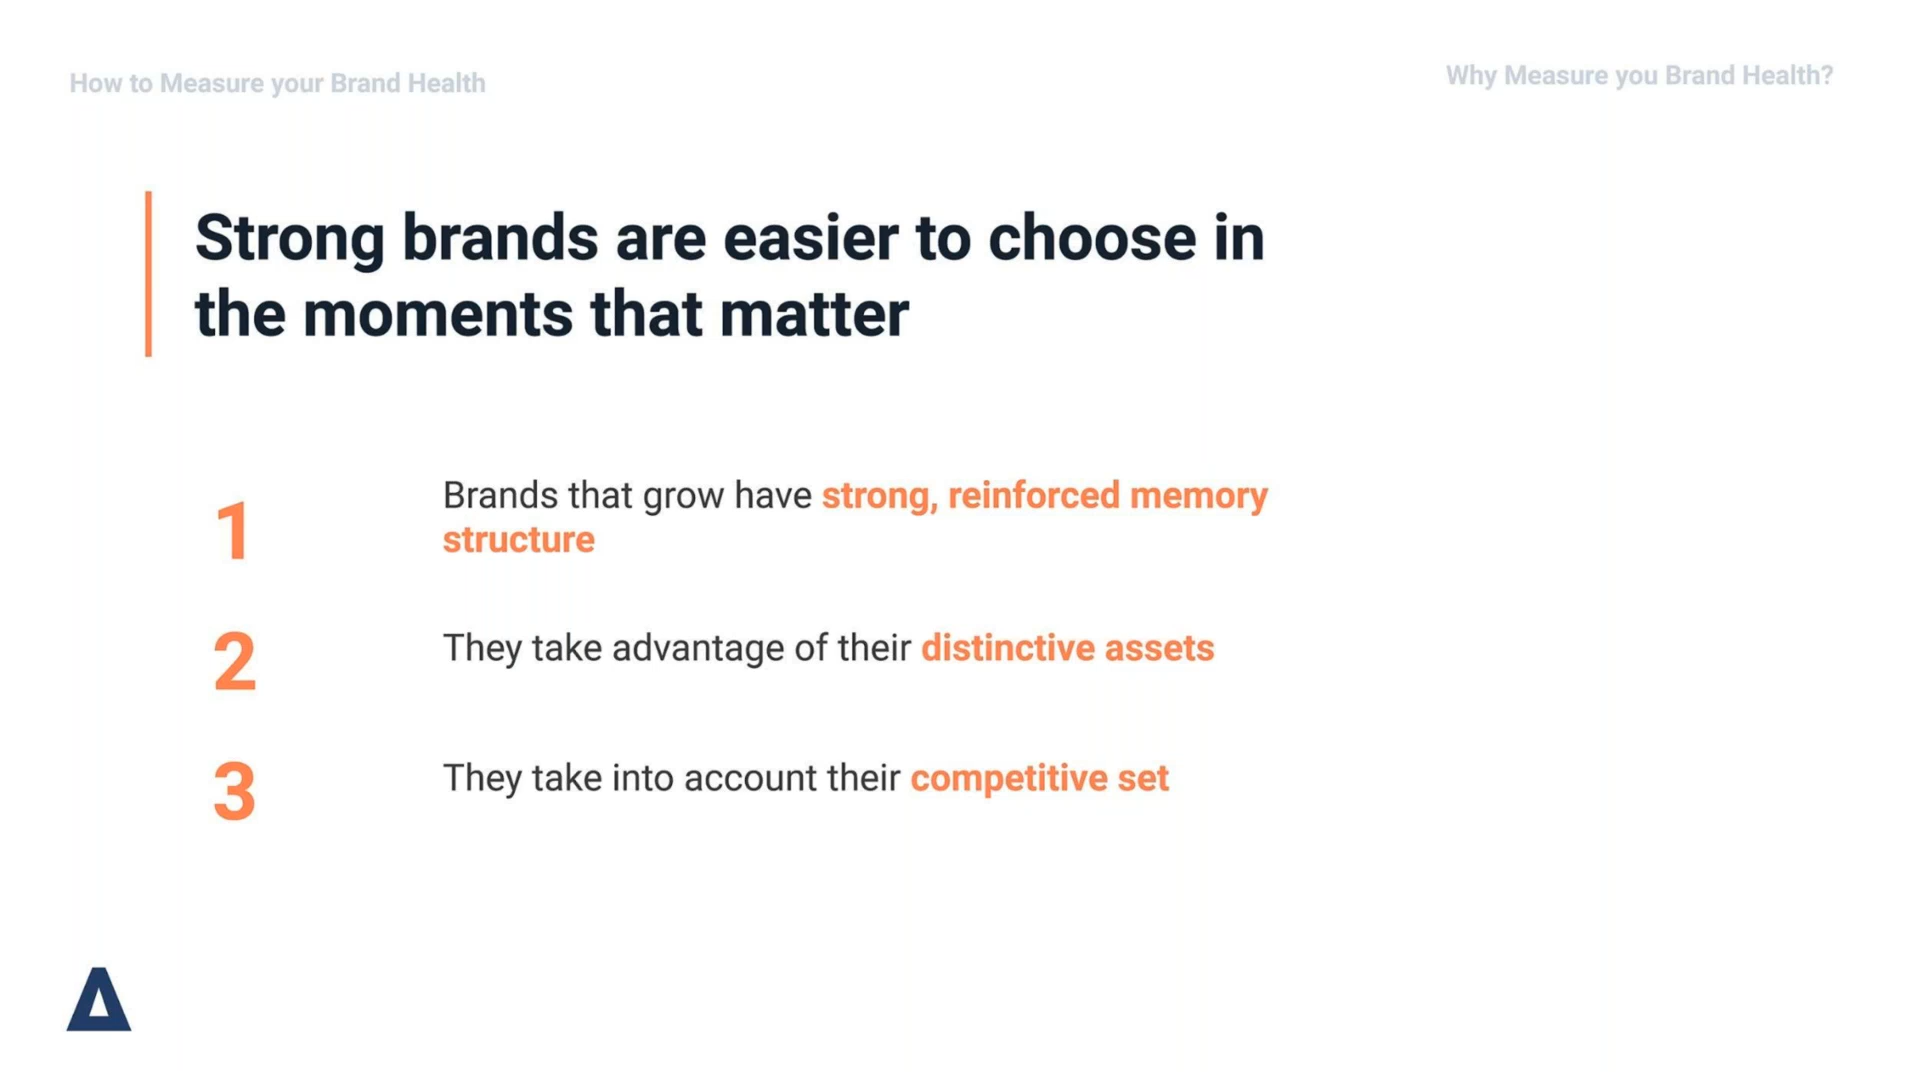 How to Measure your Brand Health
Why Measure you Brand Health?
Strong brands are easier to choose in
the moments that matter
1
Brands that grow have strong, reinforced memory
structure
2
They take advantage of their distinctive assets
3
They take into account their competitive set